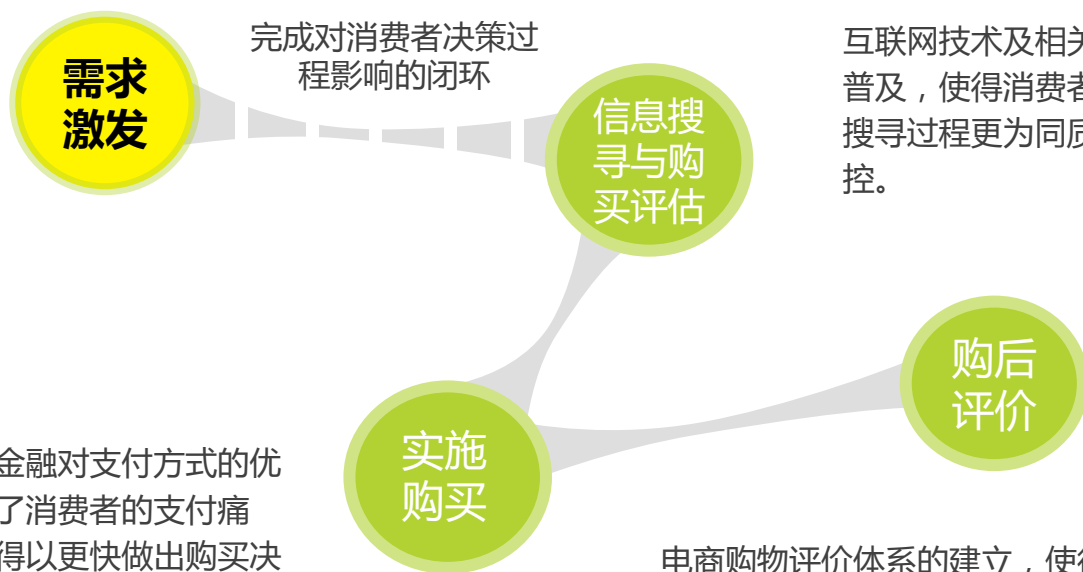 需求
激发
完成对消费者决策过
程影响的闭环
信息搜
寻与购
买评估
互联网技术及相关
普及，使得消费者
搜寻过程更为同质
控。
购后
评价
实施
购买
金融对支付方式的优
了消费者的支付痛
得以更快做出购买决
电商购物评价体系的建立，使得